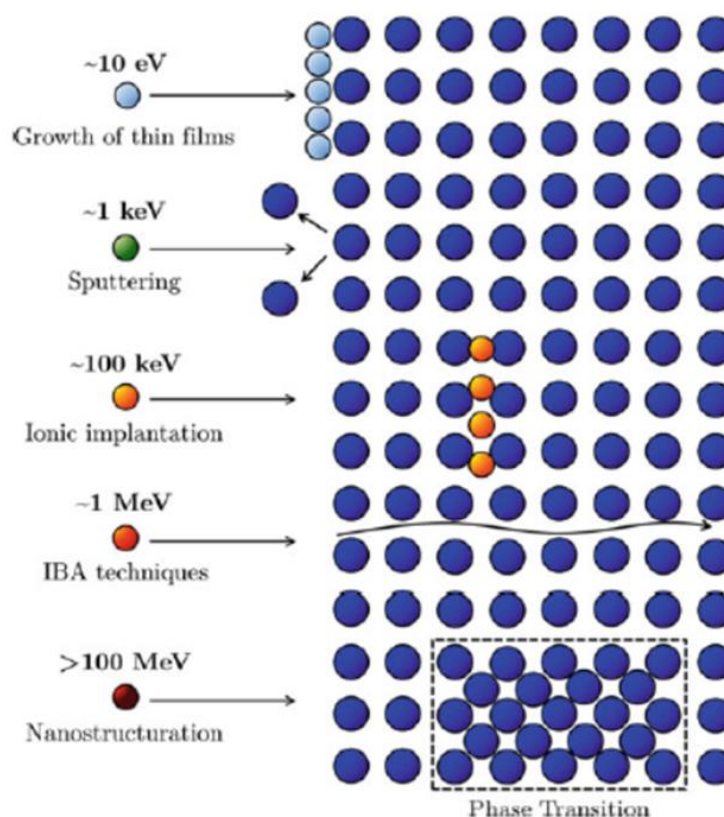 ~10 eV
Growth of thin films
~1 keV
Sputtering
~100 keV
Ionic implantation
~1 MeV
IBA techniques
>100 MeV
Nanostructuration
Phase Transition